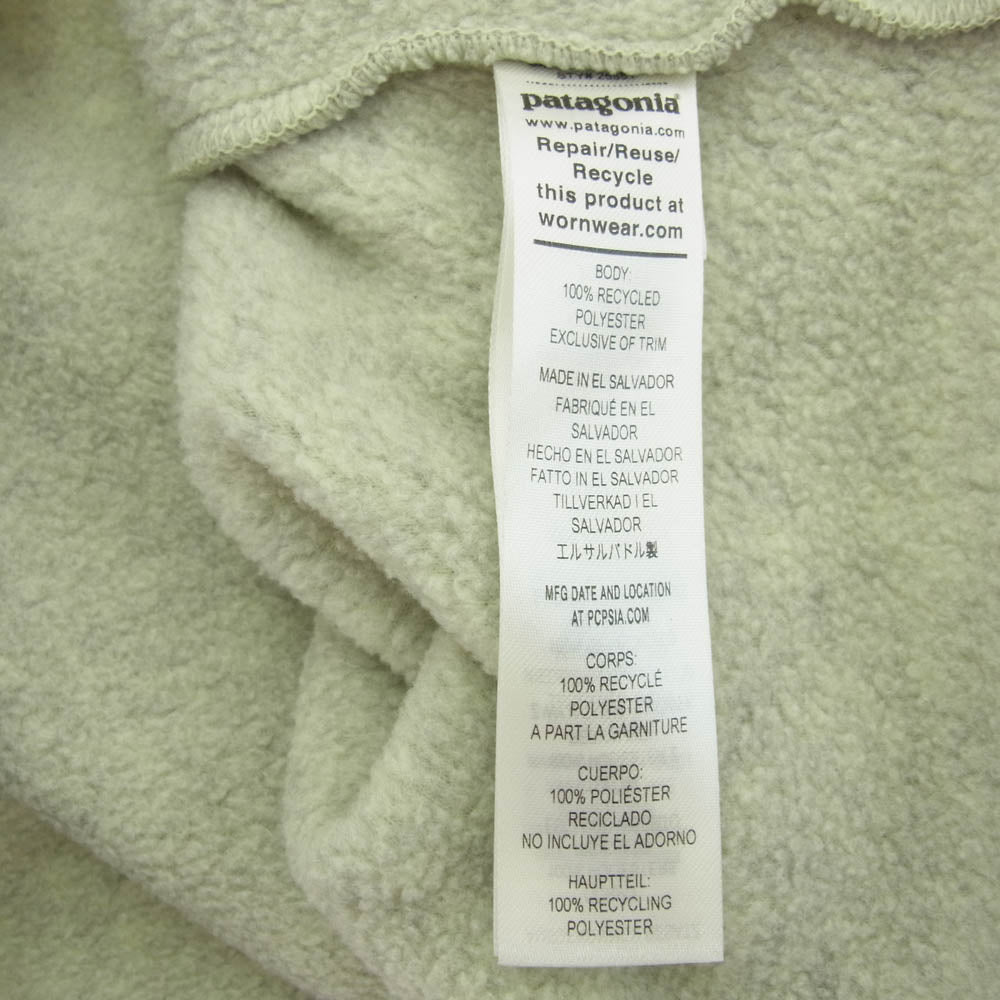 patagonia®
www.patagonia.com
Repair/Reuse/
Recycle
this product at
wornwear.com
BODY:
100% RECYCLED
POLYESTER
EXCLUSIVE OF TRIM
MADE IN EL SALVADOR
FABRIQUÉ EN EL
SALVADOR
HECHO EN EL SALVADOR
FATTO IN EL SALVADOR
TILLVERKAD I EL
SALVADOR
エルサルバドル製
MFG DATE AND LOCATION
AT PCPSIA.COM
CORPS:
100% RECYCLÉ
POLYESTER
A PART LA GARNITURE
CUERPO:
100% POLIÉSTER
RECICLADO
NO INCLUYE EL ADORNO
HAUPTTEIL:
100% RECYCLING
POLYESTER